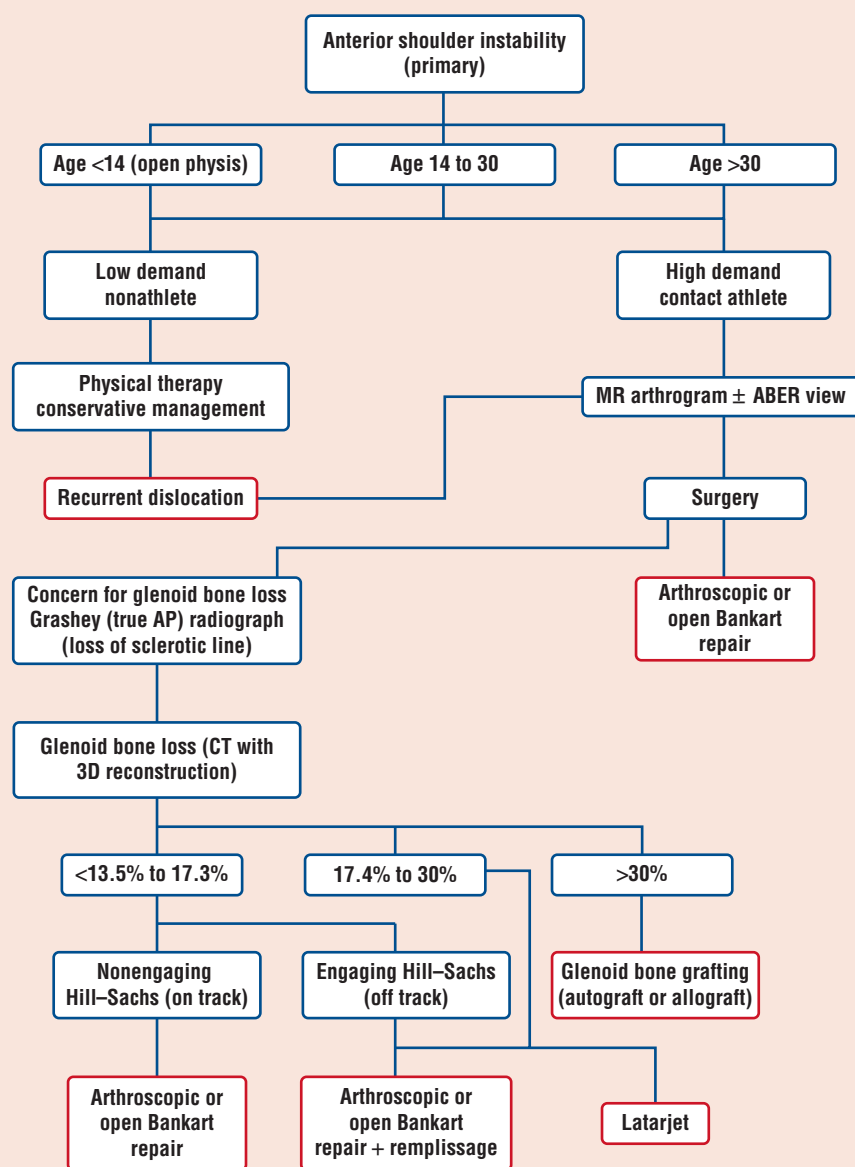 Anterior shoulder instability
(primary)
Age <14 (open physis)
Age 14 to 30
Age >30
Low demand
nonathlete
High demand
contact athlete
Physical therapy
conservative management
MR arthrogram ± ABER view
Recurrent dislocation
Surgery
Concern for glenoid bone loss
Grashey (true AP) radiograph
(loss of sclerotic line)
Arthroscopic or
open Bankart
repair
Glenoid bone loss (CT with
3D reconstruction)
<13.5% to 17.3%
17.4% to 30%
>30%
Nonengaging
Hill–Sachs (on track)
Engaging Hill–Sachs
(off track)
Glenoid bone grafting
(autograft or allograft)
Arthroscopic or
open Bankart
repair
Arthroscopic or
open Bankart
repair + remplissage
Latarjet